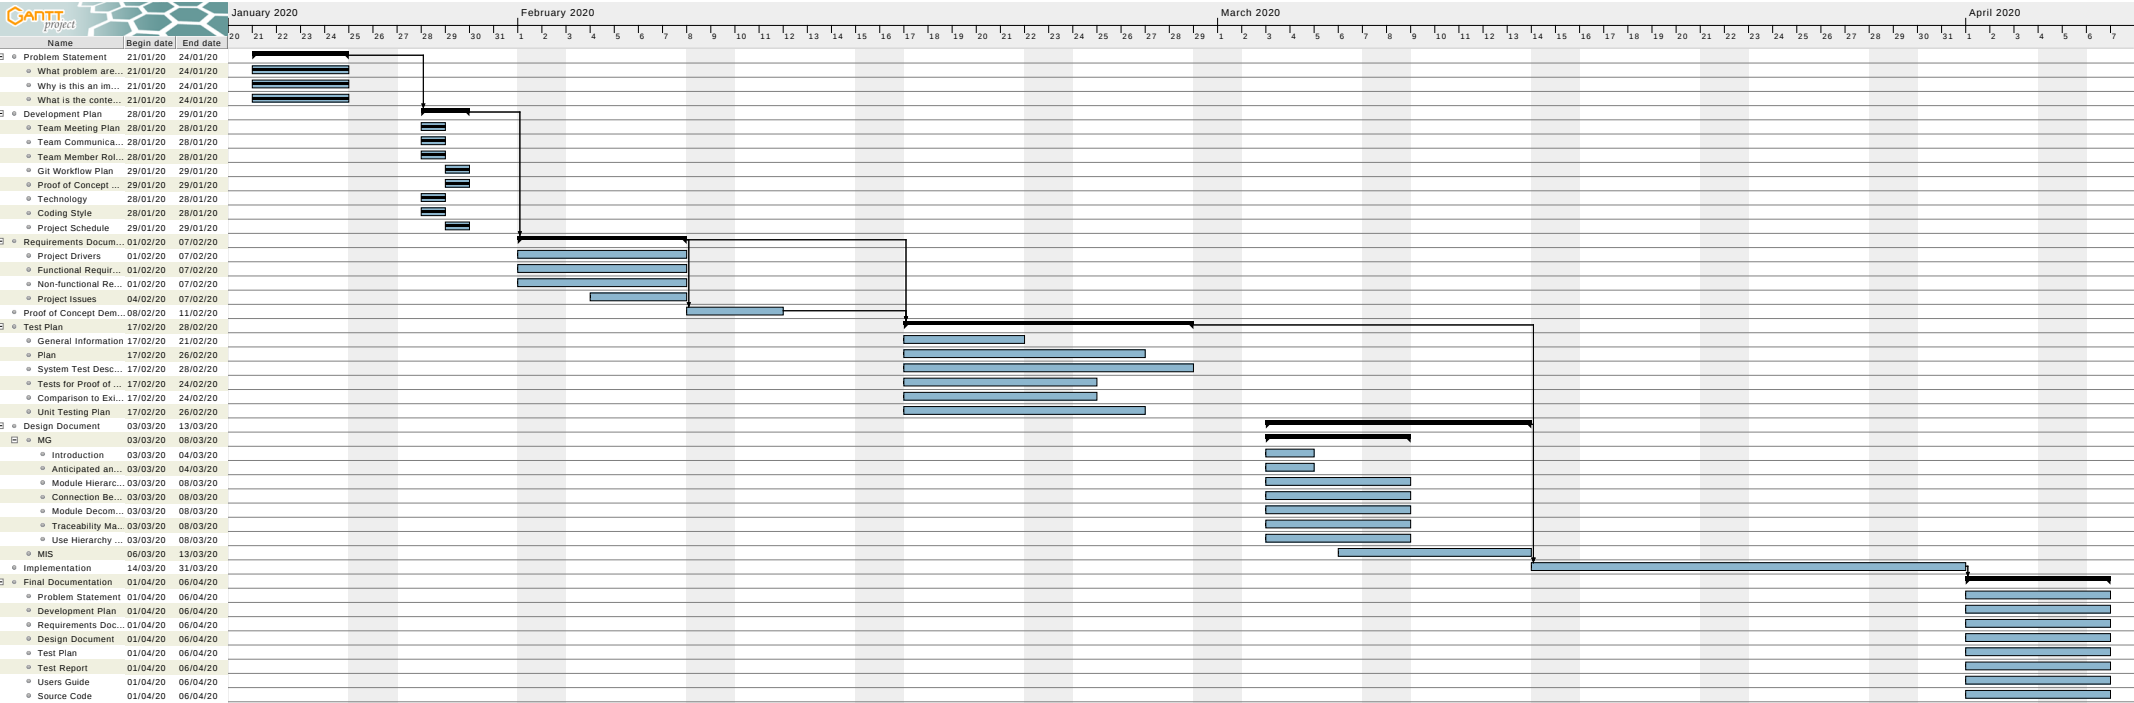 GANTT project
January 2020 February 2020 March 2020 April 2020
20 21 22 23 24 25 26 27 28 29 30 31 1 2 3 4 5 6 7 8 9 10 11 12 13 14 15 16 17 18 19 20 21 22 23 24 25 26 27 28 29 1 2 3 4 5 6 7 8 9 10 11 12 13 14 15 16 17 18 19 20 21 22 23 24 25 26 27 28 29 30 31 1 2 3 4 5 6 7
Name Begin date End date
Problem Statement 21/01/20 24/01/20
What problem are... 21/01/20 24/01/20
Why is this an im... 21/01/20 24/01/20
What is the conte... 21/01/20 24/01/20
Development Plan 28/01/20 29/01/20
Team Meeting Plan 28/01/20 28/01/20
Team Communica... 28/01/20 28/01/20
Team Member Rol... 28/01/20 28/01/20
Git Workflow Plan 29/01/20 29/01/20
Proof of Concept ... 29/01/20 29/01/20
Technology 28/01/20 28/01/20
Coding Style 28/01/20 28/01/20
Project Schedule 29/01/20 29/01/20
Requirements Docum... 01/02/20 07/02/20
Project Drivers 01/02/20 07/02/20
Functional Requir... 01/02/20 07/02/20
Non-functional Re... 01/02/20 07/02/20
Project Issues 04/02/20 07/02/20
Proof of Concept Dem... 08/02/20 11/02/20
Test Plan 17/02/20 28/02/20
General Information 17/02/20 21/02/20
Plan 17/02/20 26/02/20
System Test Desc... 17/02/20 28/02/20
Tests for Proof of ... 17/02/20 24/02/20
Comparison to Exi... 17/02/20 24/02/20
Unit Testing Plan 17/02/20 26/02/20
Design Document 03/03/20 13/03/20
MG 03/03/20 08/03/20
Introduction 03/03/20 04/03/20
Anticipated an... 03/03/20 04/03/20
Module Hierarc... 03/03/20 08/03/20
Connection Be... 03/03/20 08/03/20
Module Decom... 03/03/20 08/03/20
Traceability Ma... 03/03/20 08/03/20
Use Hierarchy ... 03/03/20 08/03/20
MIS 06/03/20 13/03/20
Implementation 14/03/20 31/03/20
Final Documentation 01/04/20 06/04/20
Problem Statement 01/04/20 06/04/20
Development Plan 01/04/20 06/04/20
Requirements Doc... 01/04/20 06/04/20
Design Document 01/04/20 06/04/20
Test Plan 01/04/20 06/04/20
Test Report 01/04/20 06/04/20
Users Guide 01/04/20 06/04/20
Source Code 01/04/20 06/04/20